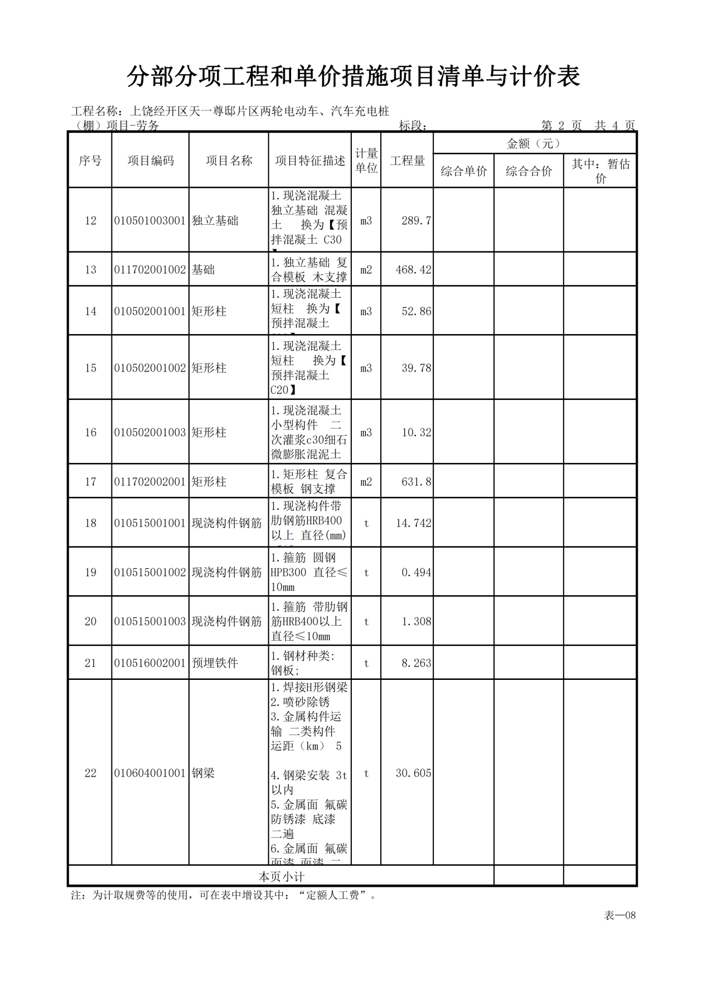 分部分项工程和单价措施项目清单与计价表
工程名称：上饶经开区天一尊邸片区两轮电动车、汽车充电桩
（棚）项目-劳务 标段： 第 2 页 共 4 页
序号 项目编码 项目名称 项目特征描述 计量单位 工程量 金额（元）
综合单价 综合合价 其中：暂估价
12 010501003001 独立基础 1.现浇混凝土
独立基础 混凝
土 换为【预
拌混凝土 C30
】 m3 289.7
13 011702001002 基础 1.独立基础 复
合模板 木支撑 m2 468.42
14 010502001001 矩形柱 1.现浇混凝土
短柱 换为【
预拌混凝土 m3 52.86
15 010502001002 矩形柱 1.现浇混凝土
短柱 换为【
预拌混凝土
C20】 m3 39.78
16 010502001003 矩形柱 1.现浇混凝土
小型构件 二
次灌浆c30细石
微膨胀混泥土 m3 10.32
17 011702002001 矩形柱 1.矩形柱 复合
模板 钢支撑 m2 631.8
18 010515001001 现浇构件钢筋 1.现浇构件带
肋钢筋HRB400
以上 直径(mm) t 14.742
19 010515001002 现浇构件钢筋 1.箍筋 圆钢
HPB300 直径≤
10mm t 0.494
20 010515001003 现浇构件钢筋 1.箍筋 带肋钢
筋HRB400以上
直径≤10mm t 1.308
21 010516002001 预埋铁件 1.钢材种类:
钢板; t 8.263
22 010604001001 钢梁 1.焊接H形钢梁
2.喷砂除锈
3.金属构件运
输 二类构件
运距（km） 5
4.钢梁安装 3t
以内
5.金属面 氟碳
防锈漆 底漆
二遍
6.金属面 氟碳
面漆 面漆 二 t 30.605
本页小计
注：为计取规费等的使用，可在表中增设其中：“定额人工费”。
表—08